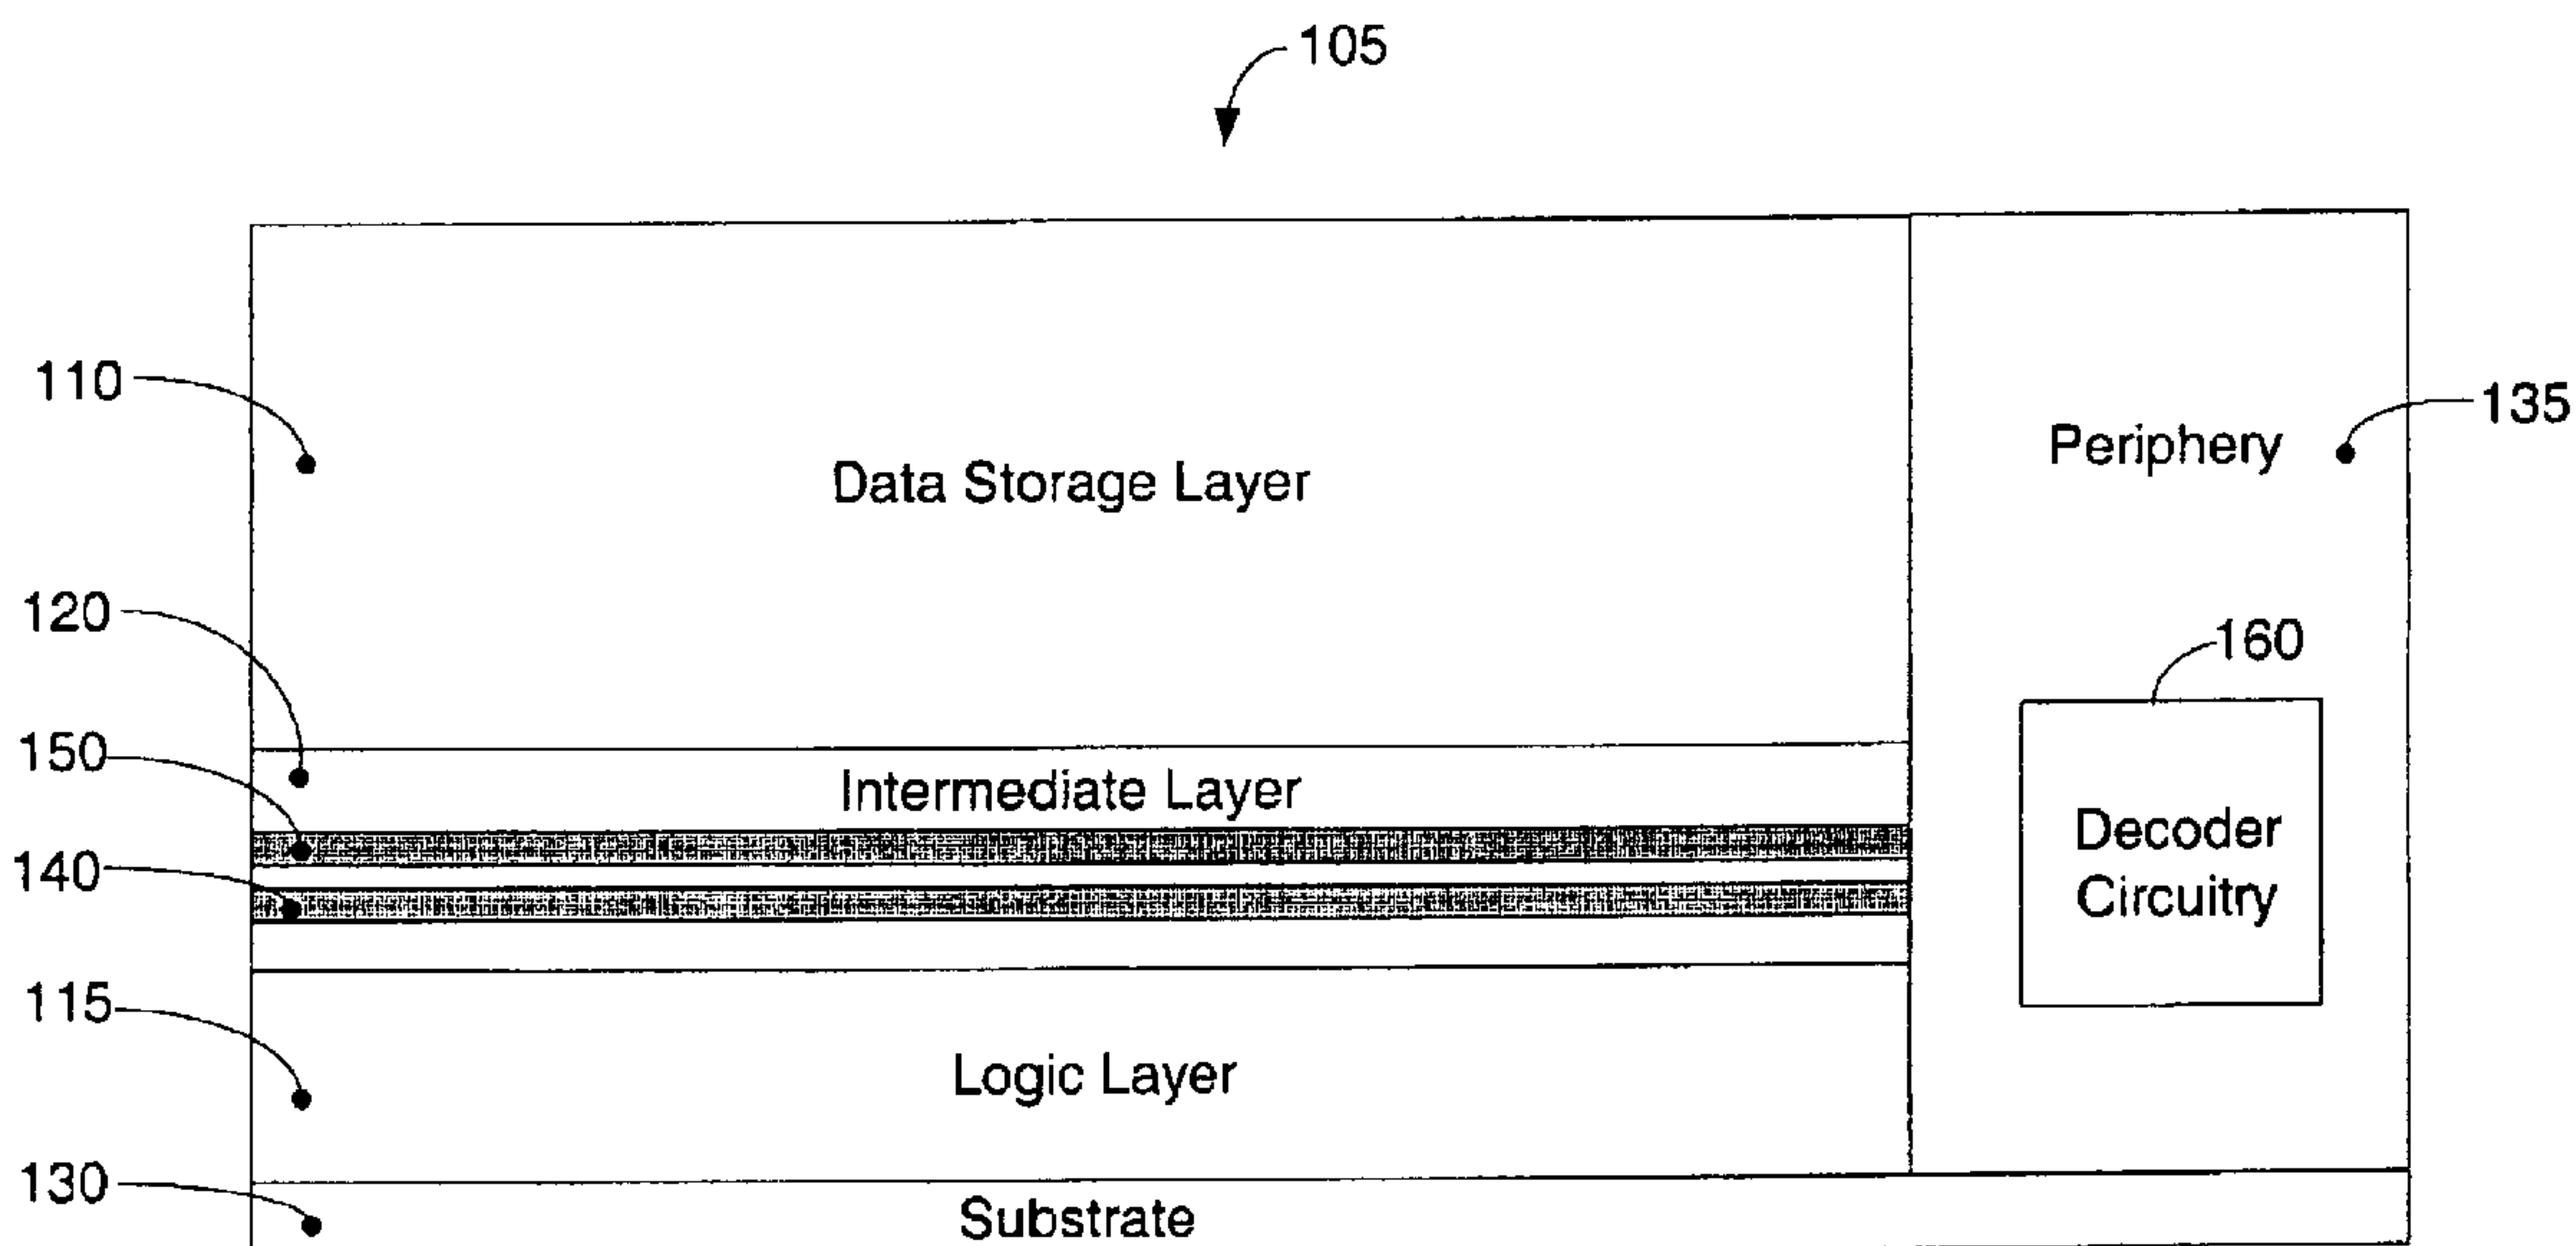 105
110
Data Storage Layer
Periphery
135
120
160
150
Intermediate Layer
Decoder
Circuitry
140
115
Logic Layer
130
Substrate